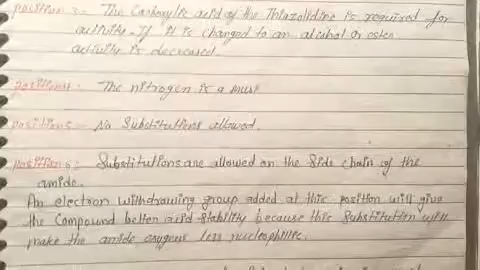 position 3:- The Carboxylic acid of the Thiazolidine is required for
activity. If it is changed to an alcohol or ester
activity is decreased.
position 4:- The nitrogen is a must
position 5:- No Substitutions allowed.
position 6:- Substitutions are allowed on the side chain of the
amide.
An electron withdrawing group added at this position will give
the Compound better acid stability because this Substitution will
make the amide oxygen less nucleophilic.